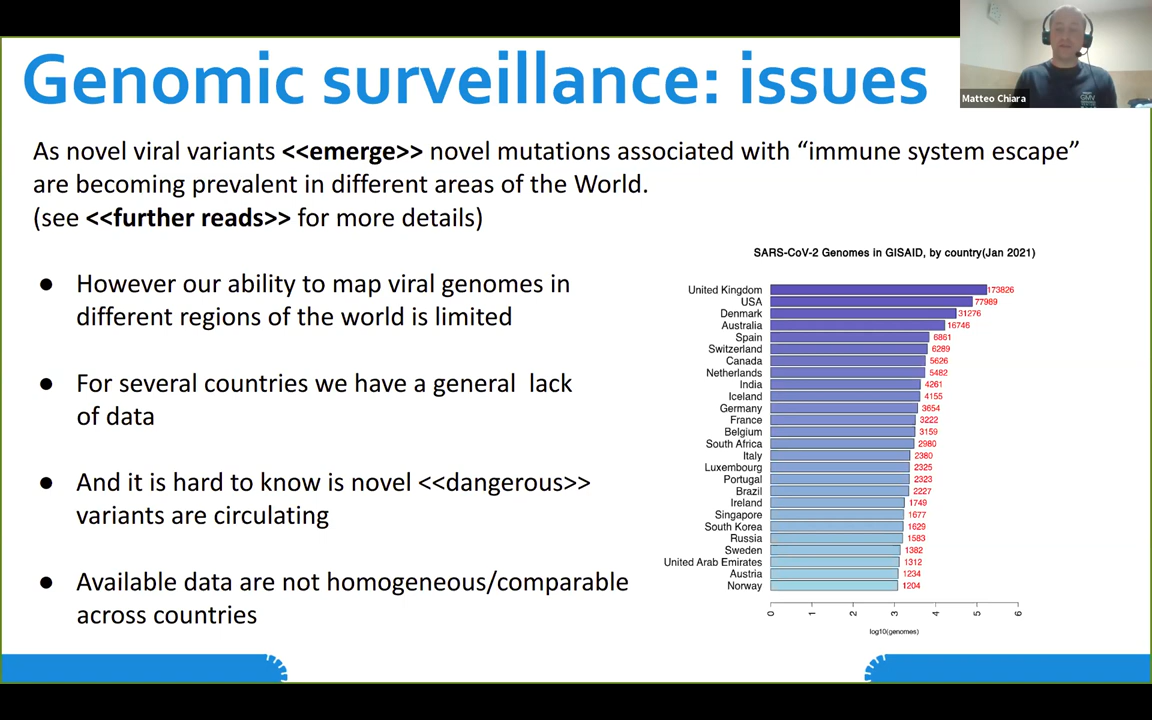 Genomic surveillance: issues
Matteo Chiara
As novel viral variants <<emerge>> novel mutations associated with “immune system escape”
are becoming prevalent in different areas of the World.
(see <<further reads>> for more details)
● However our ability to map viral genomes in
different regions of the world is limited
● For several countries we have a general lack
of data
● And it is hard to know is novel <<dangerous>>
variants are circulating
● Available data are not homogeneous/comparable
across countries
SARS-CoV-2 Genomes in GISAID, by country(Jan 2021)
United Kingdom 173826
USA 77989
Denmark 31276
Australia 16746
Spain 6861
Switzerland 6289
Canada 5626
Netherlands 5482
India 4261
Iceland 4155
Germany 3654
France 3222
Belgium 3159
South Africa 2980
Italy 2380
Luxembourg 2325
Portugal 2323
Brazil 2227
Ireland 1749
Singapore 1677
South Korea 1629
Russia 1583
Sweden 1382
United Arab Emirates 1312
Austria 1234
Norway 1204
0 1 2 3 4 5 6
log10(genomes)